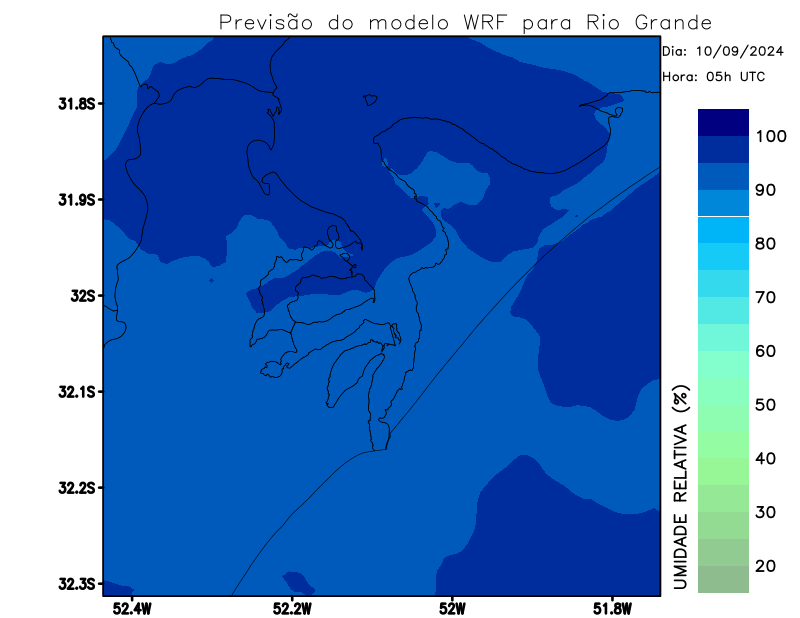 Previsão do modelo WRF para Rio Grande
Dia: 10/09/2024
Hora: 05h UTC
31.8S
31.9S
32S
32.1S
32.2S
32.3S
52.4W
52.2W
52W
51.8W
100
90
80
70
60
50
40
30
20
UMIDADE RELATIVA (%)